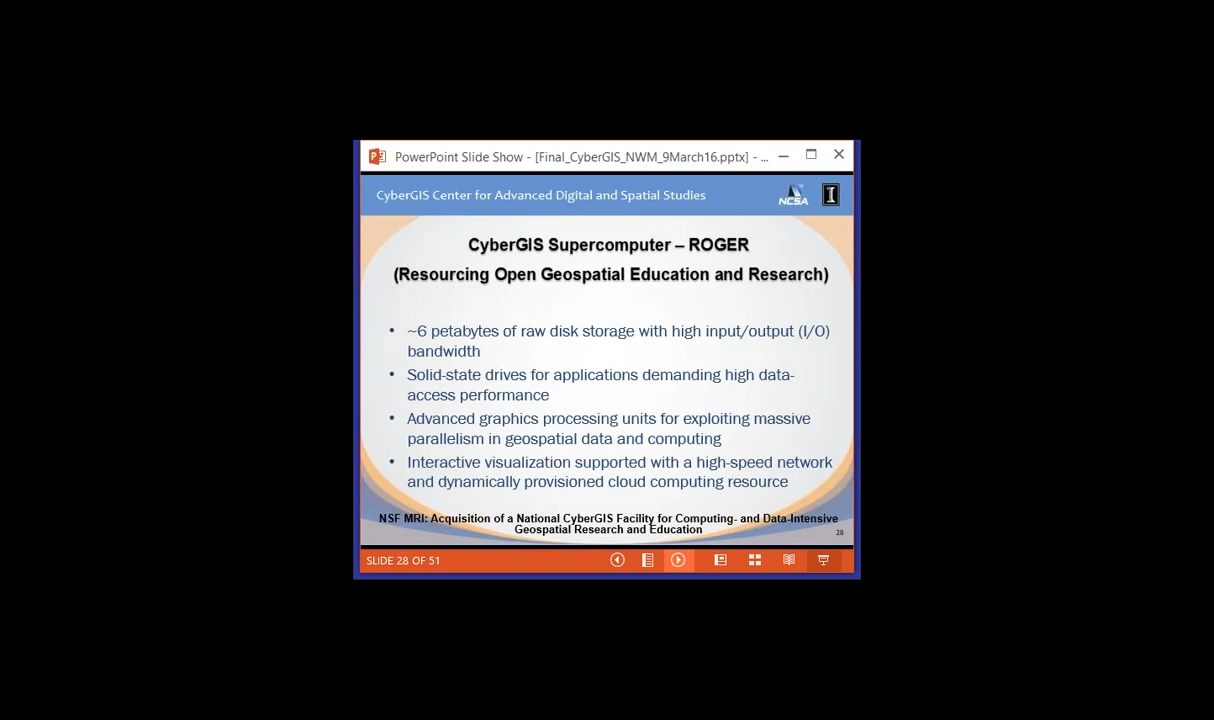 PowerPoint Slide Show - [Final_CyberGIS_NWM_9March16.pptx] - ...
CyberGIS Center for Advanced Digital and Spatial Studies
NCSA
I
CyberGIS Supercomputer – ROGER
(Resourcing Open Geospatial Education and Research)
• ~6 petabytes of raw disk storage with high input/output (I/O)
bandwidth
• Solid-state drives for applications demanding high data-
access performance
• Advanced graphics processing units for exploiting massive
parallelism in geospatial data and computing
• Interactive visualization supported with a high-speed network
and dynamically provisioned cloud computing resource
NSF MRI: Acquisition of a National CyberGIS Facility for Computing- and Data-Intensive
Geospatial Research and Education
28
SLIDE 28 OF 51